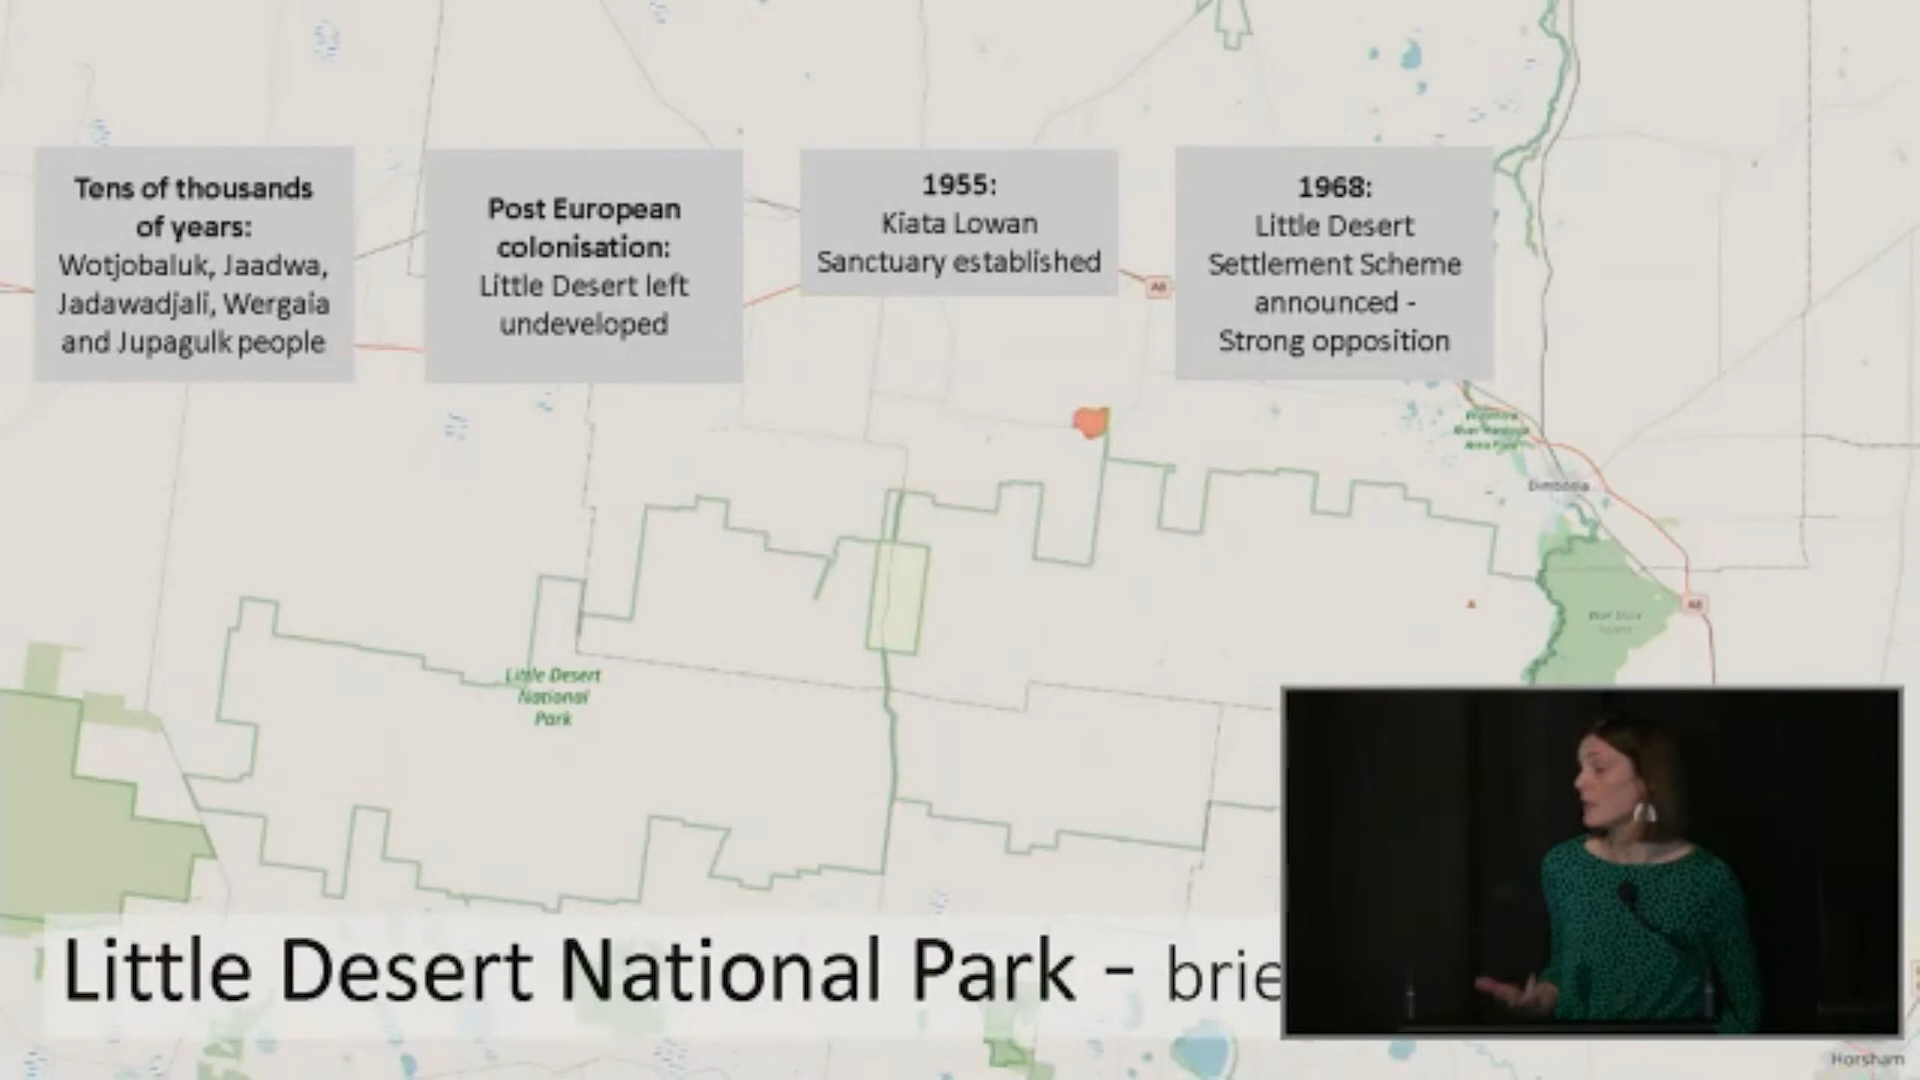 Tens of thousands
of years:
Wotjobaluk, Jaadwa,
Jadawadjali, Wergaia
and Jupagulk people
Post European
colonisation:
Little Desert left
undeveloped
1955:
Kiata Lowan
Sanctuary established
1968:
Little Desert
Settlement Scheme
announced -
Strong opposition
A8
Dimboola
A8
Little Desert
National
Park
Little Desert National Park - brie
Horsham